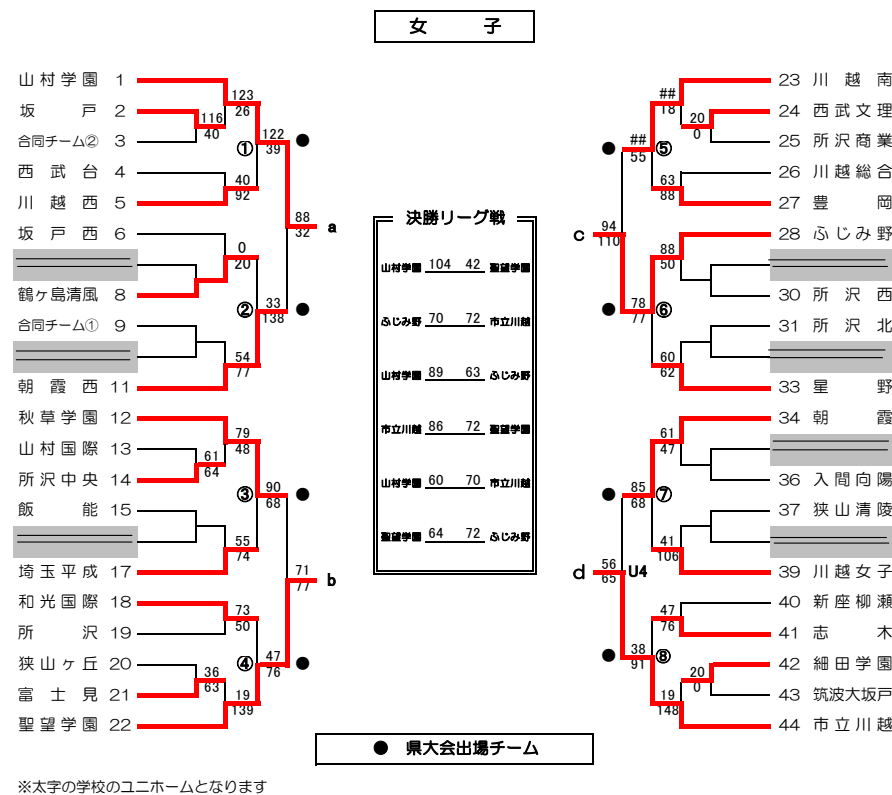 女 子
山村学園 1
坂戸 2
合同チーム② 3
西武台 4
川越西 5
坂戸西 6
鶴ヶ島清風 8
合同チーム① 9
朝霞西 11
秋草学園 12
山村国際 13
所沢中央 14
飯能 15
埼玉平成 17
和光国際 18
所沢 19
狭山ヶ丘 20
富士見 21
聖望学園 22
123
26
116
40
①
122
39
40
92
88
32
a
0
20
②
33
138
54
77
79
48
61
64
③
90
68
55
74
71
77
b
73
50
④
47
76
36
63
19
139
決勝リーグ戦
山村学園 104 42 聖望学園
ふじみ野 70 72 市立川越
山村学園 89 63 ふじみ野
市立川越 86 72 聖望学園
山村学園 60 70 市立川越
聖望学園 64 72 ふじみ野
##
18
20
0
##
55
⑤
63
88
c
94
110
88
50
78
77
⑥
60
62
61
47
85
68
⑦
41
106
d
56
65
U4
47
76
38
91
⑧
20
0
19
148
23 川越南
24 西武文理
25 所沢商業
26 川越総合
27 豊岡
28 ふじみ野
30 所沢西
31 所沢北
33 星野
34 朝霞
36 入間向陽
37 狭山清陵
39 川越女子
40 新座柳瀬
41 志木
42 細田学園
43 筑波大坂戸
44 市立川越
● 県大会出場チーム
※太字の学校のユニホームとなります